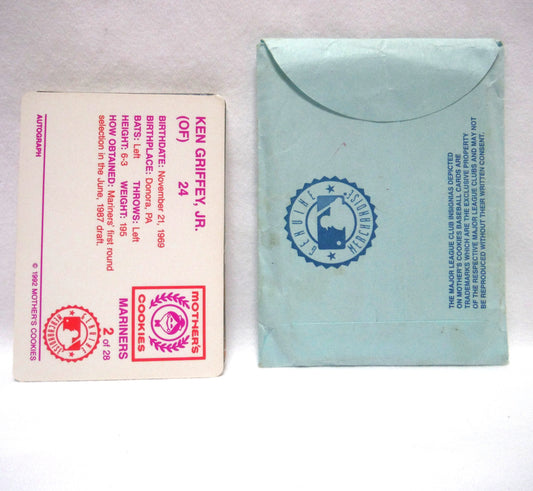 KEN GRIFFEY, JR.
(OF) 24
BIRTHDATE: November 21, 1969
BIRTHPLACE: Donora, PA
BATS: Left THROWS: Left
HEIGHT: 6-3 WEIGHT: 195
HOW OBTAINED: Mariners' first round
selection in the June, 1987 draft.
AUTOGRAPH
MOTHER'S
COOKIES
MARINERS
2 of 28
GENUINE
MERCHANDISE
© 1992 MOTHER'S COOKIES
GENUINE
MERCHANDISE
THE MAJOR LEAGUE CLUB INSIGNIAS DEPICTED
ON MOTHER'S COOKIES BASEBALL CARDS ARE
TRADEMARKS WHICH ARE THE EXCLUSIVE PROPERTY
OF THE RESPECTIVE MAJOR LEAGUE CLUBS AND MAY NOT
BE REPRODUCED WITHOUT THEIR WRITTEN CONSENT.